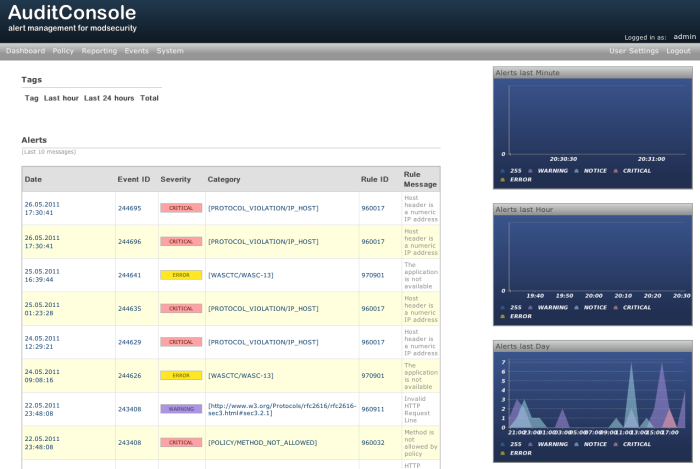 AuditConsole
alert management for modsecurity
Logged in as: admin
Dashboard Policy Reporting Events System
User Settings Logout
Tags
Tag Last hour Last 24 hours Total
Alerts
(Last 10 messages)
Date Event ID Severity Category Rule ID Rule Message
26.05.2011 17:30:41 244695 CRITICAL [PROTOCOL_VIOLATION/IP_HOST] 960017 Host header is a numeric IP address
26.05.2011 17:30:41 244696 CRITICAL [PROTOCOL_VIOLATION/IP_HOST] 960017 Host header is a numeric IP address
25.05.2011 16:39:44 244641 ERROR [WASCTC/WASC-13] 970901 The application is not available
25.05.2011 01:23:28 244635 CRITICAL [PROTOCOL_VIOLATION/IP_HOST] 960017 Host header is a numeric IP address
24.05.2011 12:29:21 244629 CRITICAL [PROTOCOL_VIOLATION/IP_HOST] 960017 Host header is a numeric IP address
24.05.2011 09:08:16 244626 ERROR [WASCTC/WASC-13] 970901 The application is not available
22.05.2011 23:48:08 243408 WARNING [http://www.w3.org/Protocols/rfc2616/rfc2616-sec3.html#sec3.2.1] 960911 Invalid HTTP Request Line
22.05.2011 23:48:08 243408 CRITICAL [POLICY/METHOD_NOT_ALLOWED] 960032 Method is not allowed by policy
HTTP
Alerts last Minute
0
20:30:30 20:31:00
255 WARNING NOTICE CRITICAL
ERROR
Alerts last Hour
0
19:40 19:50 20:00 20:10 20:20 20:30
255 WARNING NOTICE CRITICAL
ERROR
Alerts last Day
7
6
5
4
3
2
1
0
21:00 23:00 01:00 03:00 05:00 07:00 09:00 11:00 13:00 15:00 17:00
255 WARNING NOTICE CRITICAL
ERROR